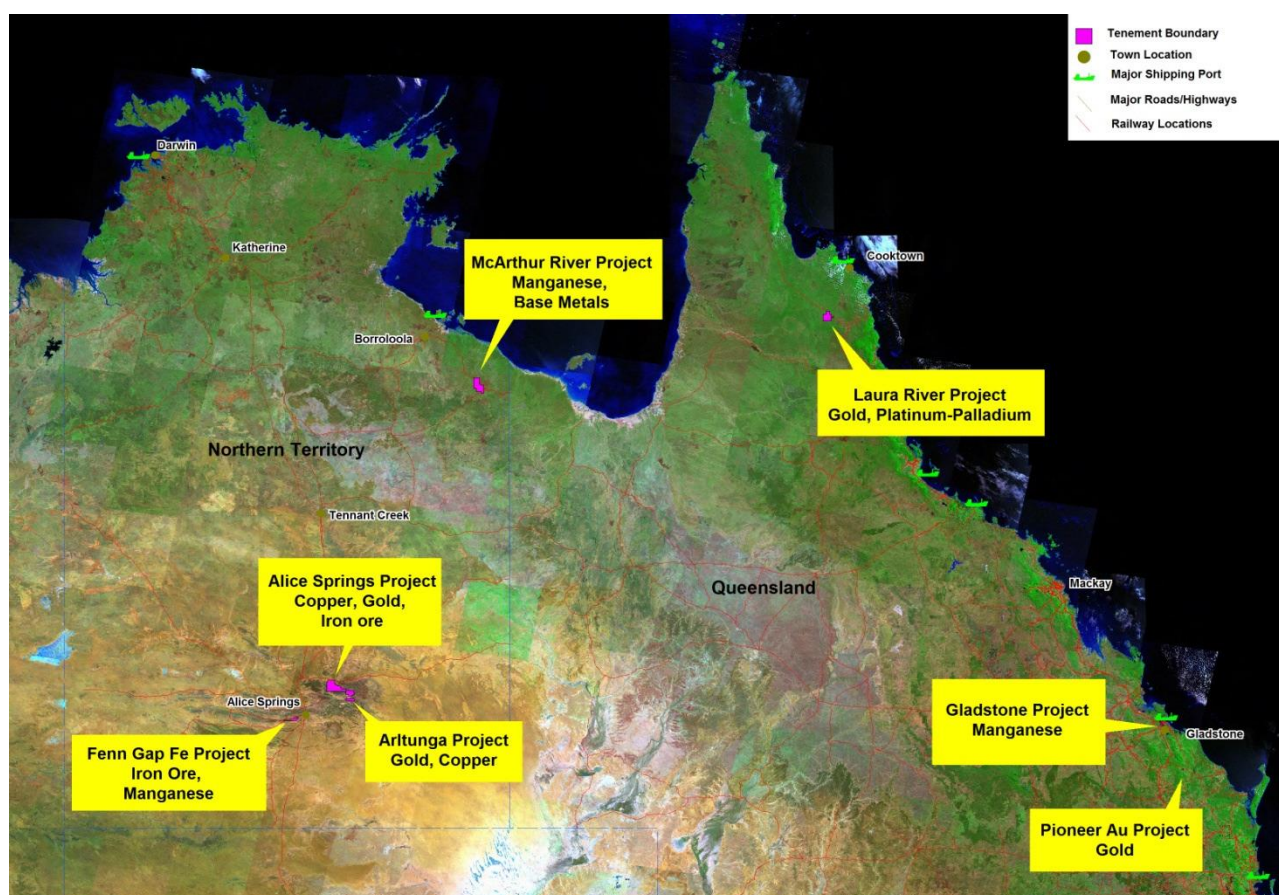 Tenement Boundary
Town Location
Major Shipping Port
Major Roads/Highways
Railway Locations
Darwin
Katherine
McArthur River Project
Manganese,
Base Metals
Cooktown
Borroloola
Laura River Project
Gold, Platinum-Palladium
Northern Territory
Tennant Creek
Alice Springs Project
Copper, Gold,
Iron ore
Queensland
Mackay
Alice Springs
Fenn Gap Fe Project
Iron Ore,
Manganese
Arltunga Project
Gold, Copper
Gladstone Project
Manganese
Gladstone
Pioneer Au Project
Gold